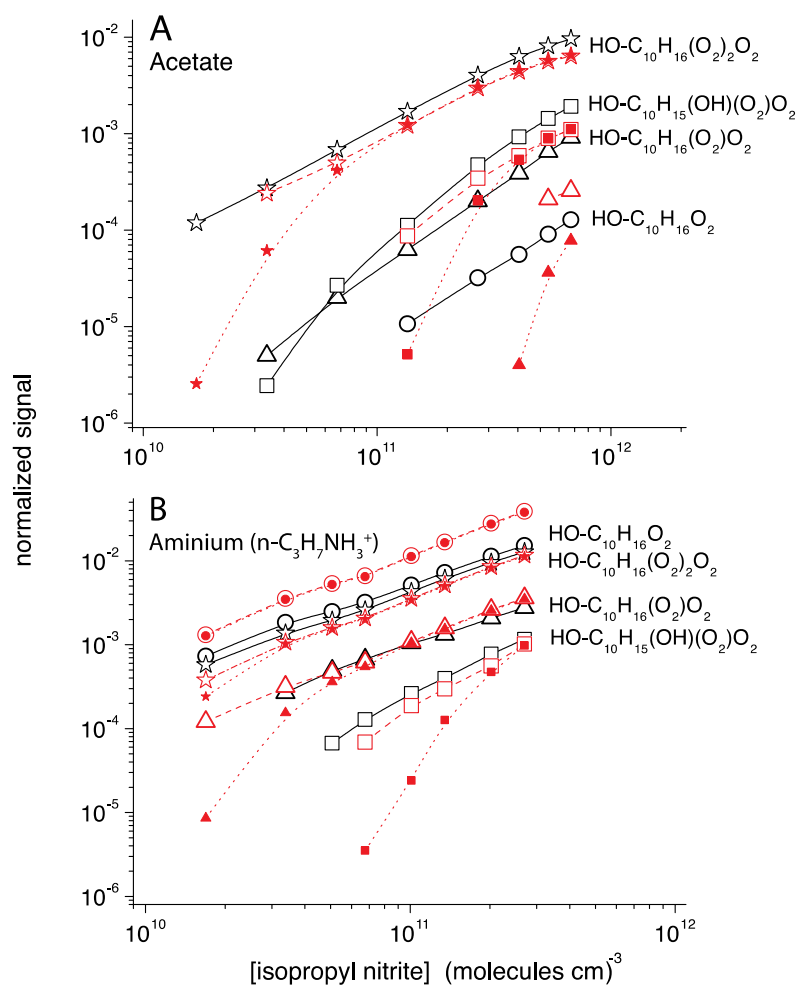 A
Acetate
10⁻²
10⁻³
10⁻⁴
10⁻⁵
10⁻⁶
HO-C₁₀H₁₆(O₂)₂O₂
HO-C₁₀H₁₅(OH)(O₂)O₂
HO-C₁₀H₁₆(O₂)O₂
HO-C₁₀H₁₆O₂
10¹⁰
10¹¹
10¹²
normalized signal
B
Aminium (n-C₃H₇NH₃⁺)
10⁻²
10⁻³
10⁻⁴
10⁻⁵
10⁻⁶
HO-C₁₀H₁₆O₂
HO-C₁₀H₁₆(O₂)₂O₂
HO-C₁₀H₁₆(O₂)O₂
HO-C₁₀H₁₅(OH)(O₂)O₂
10¹⁰
10¹¹
10¹²
[isopropyl nitrite] (molecules cm)⁻³